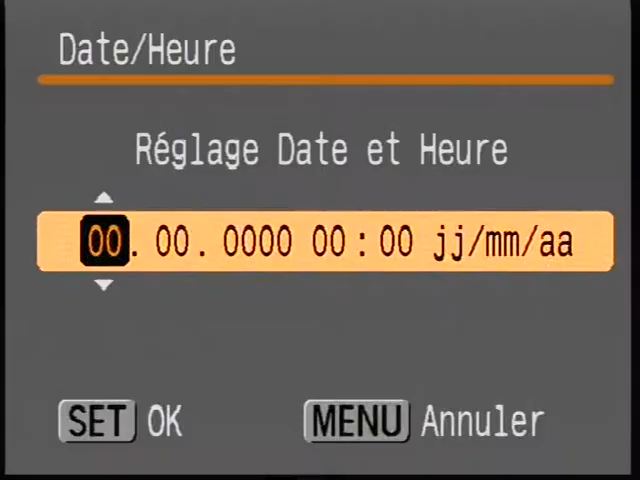 Date/Heure
Réglage Date et Heure
00. 00. 0000 00:00 jj/mm/aa
SET OK MENU Annuler